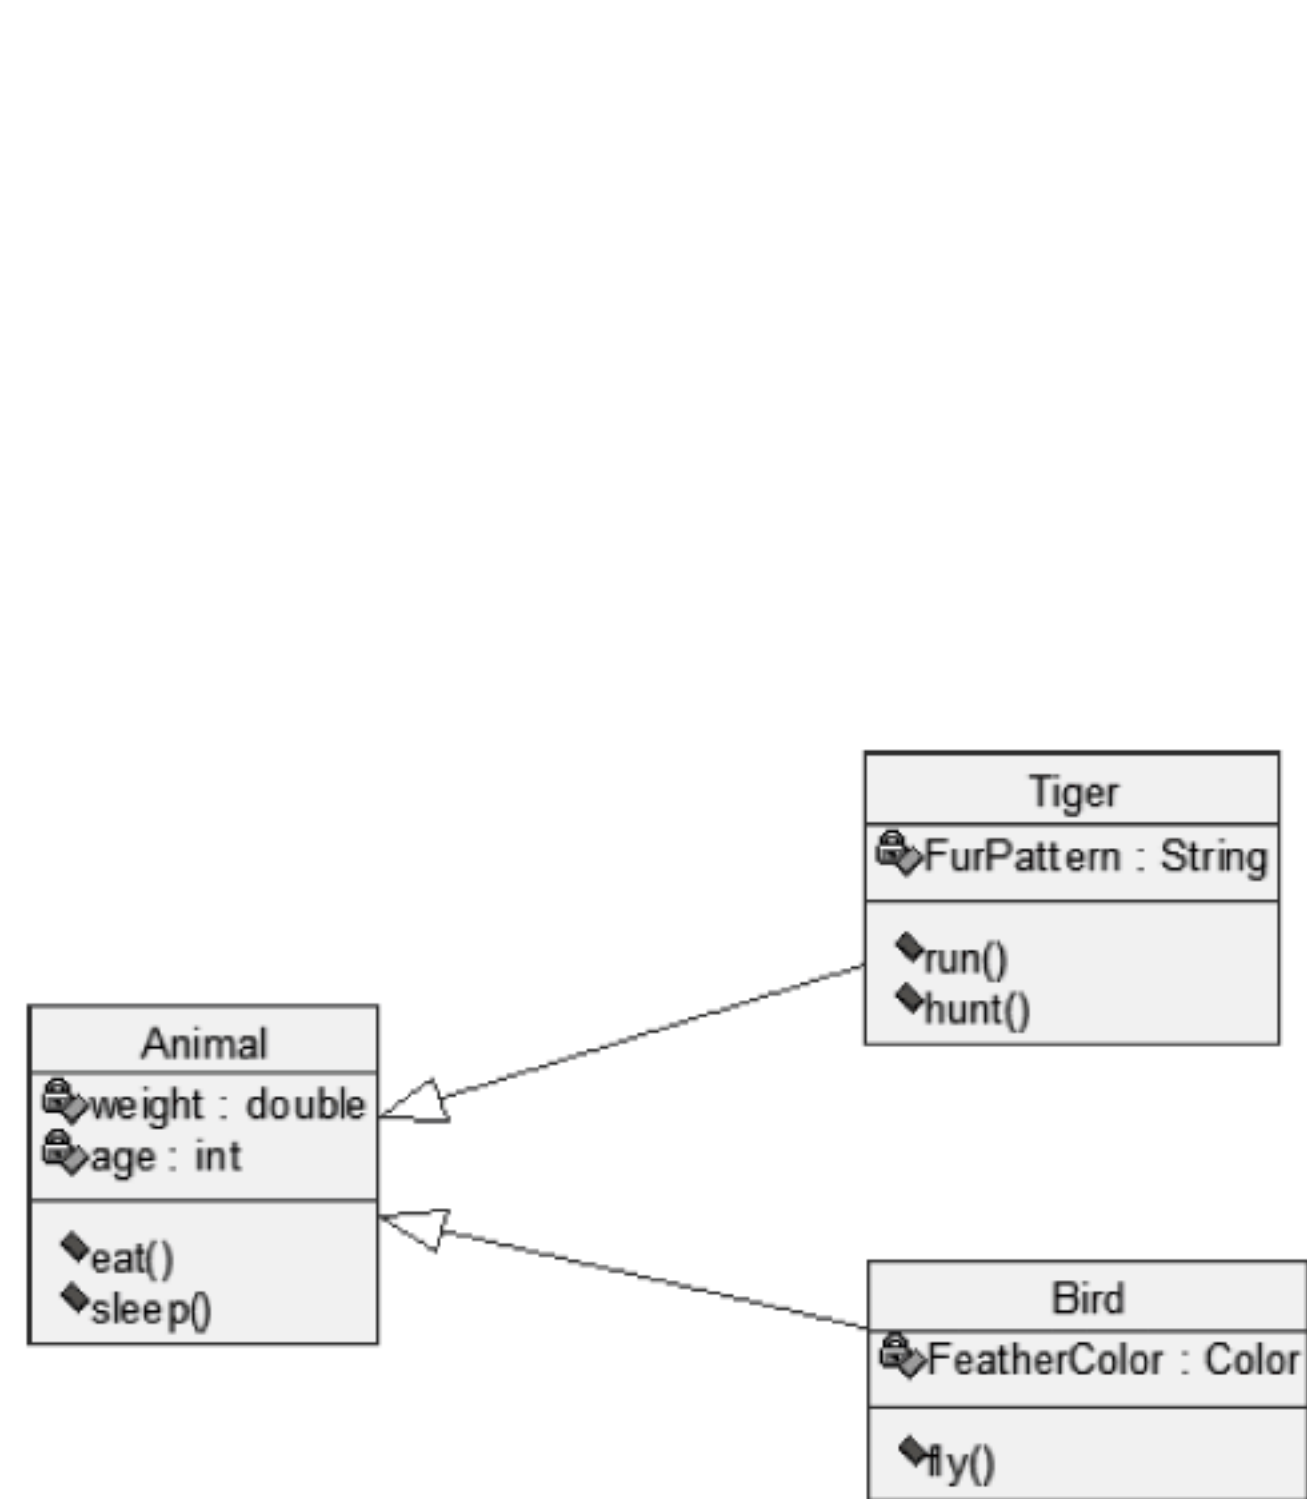 Tiger
FurPattern : String
run()
hunt()
Animal
weight : double
age : int
eat()
sleep()
Bird
FeatherColor : Color
fly()